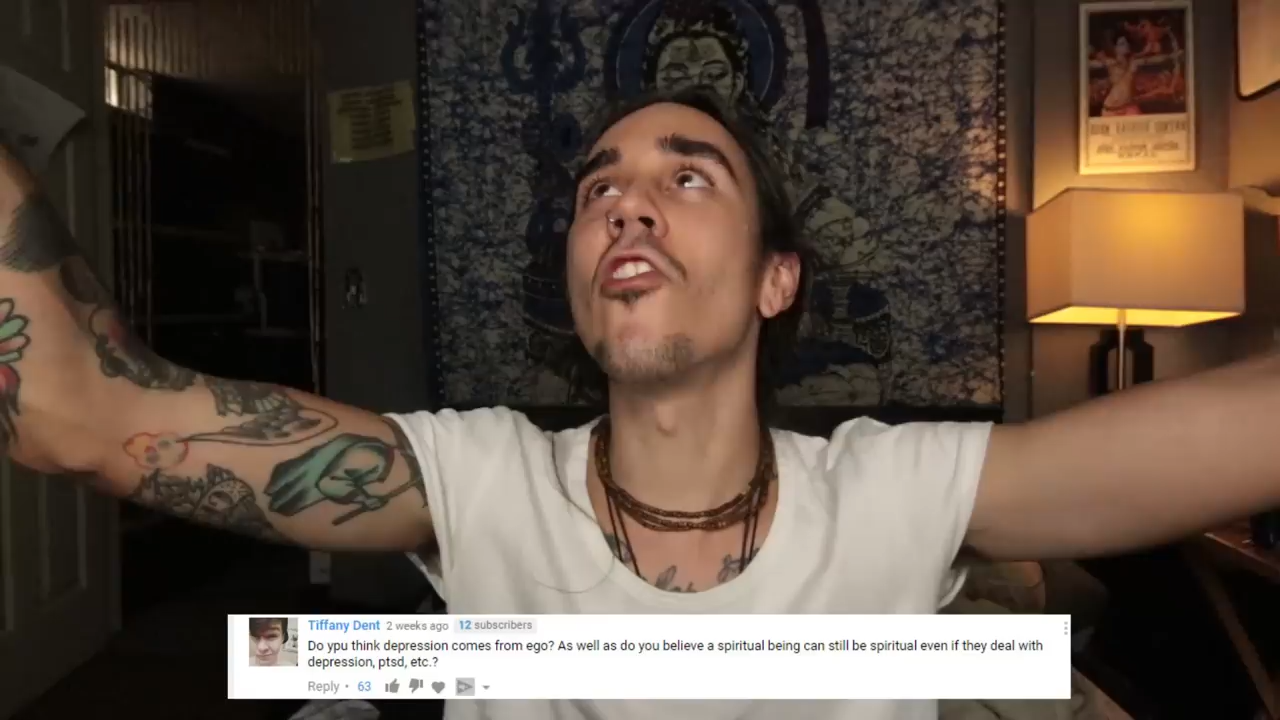 Tiffany Dent 2 weeks ago 12 subscribers
Do ypu think depression comes from ego? As well as do you believe a spiritual being can still be spiritual even if they deal with
depression, ptsd, etc.?
Reply • 63